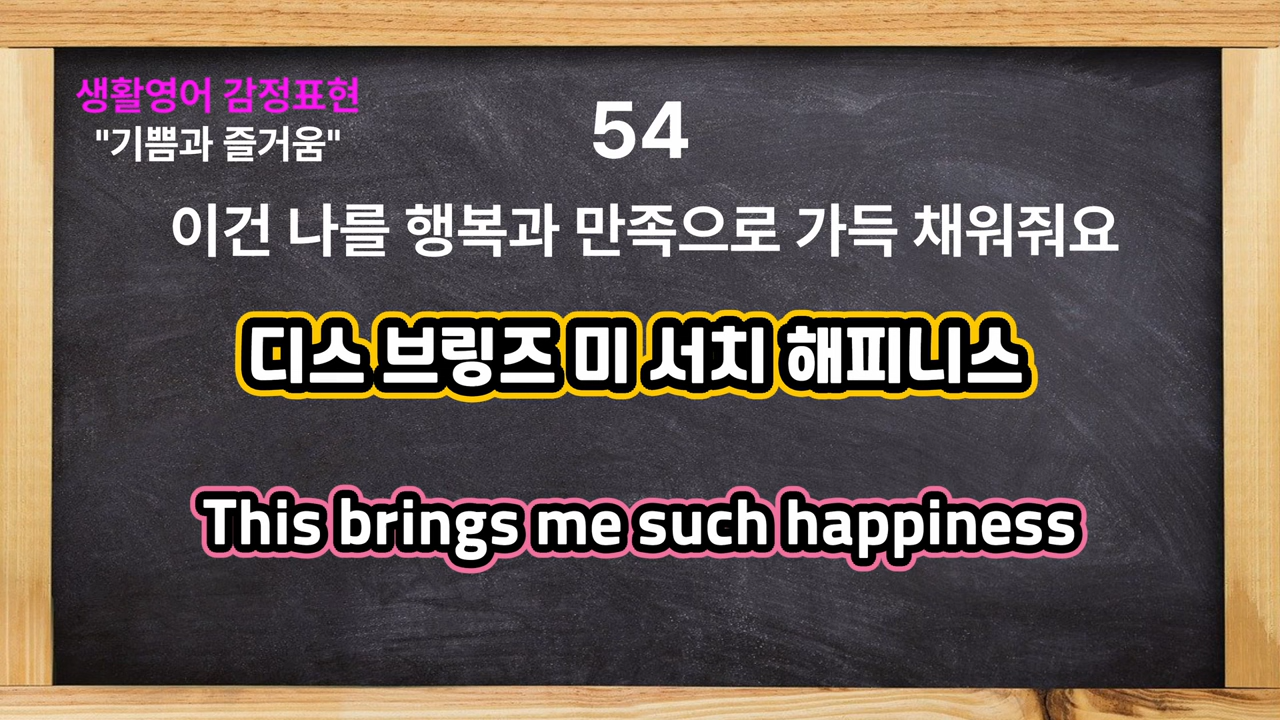 생활영어 감정표현
"기쁨과 즐거움"
54
이건 나를 행복과 만족으로 가득 채워줘요
디스 브링즈 미 서치 해피니스
This brings me such happiness